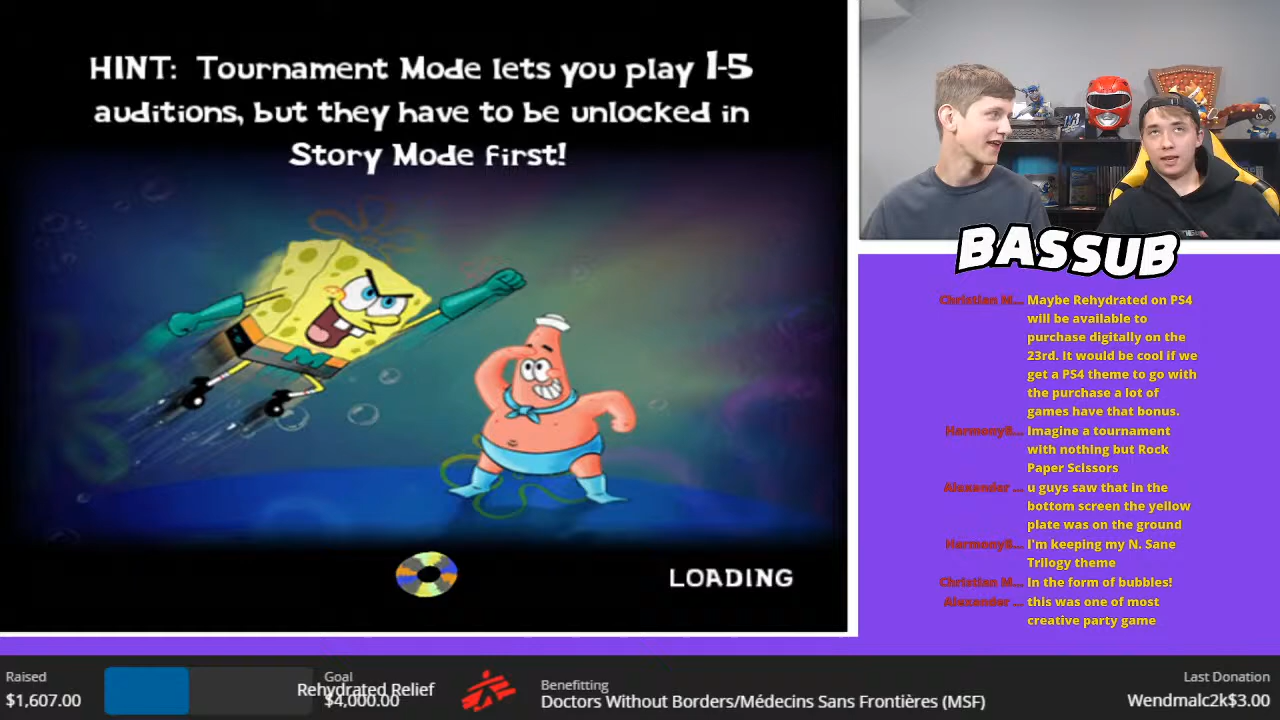 HINT: Tournament Mode lets you play 1-5
auditions, but they have to be unlocked in
Story Mode first!
M
LOADING
BASSUB
Christian M... Maybe Rehydrated on PS4
will be available to
purchase digitally on the
23rd. It would be cool if we
get a PS4 theme to go with
the purchase a lot of
games have that bonus.
HarmonyB... Imagine a tournament
with nothing but Rock
Paper Scissors
Alexander ... u guys saw that in the
bottom screen the yellow
plate was on the ground
HarmonyB... I'm keeping my N. Sane
Trilogy theme
Christian M... In the form of bubbles!
Alexander ... this was one of most
creative party game
Raised
$1,607.00
Goal
$4,000.00
Rehydrated Relief
Benefitting
Doctors Without Borders/Médecins Sans Frontières (MSF)
Last Donation
Wendmalc2k$3.00